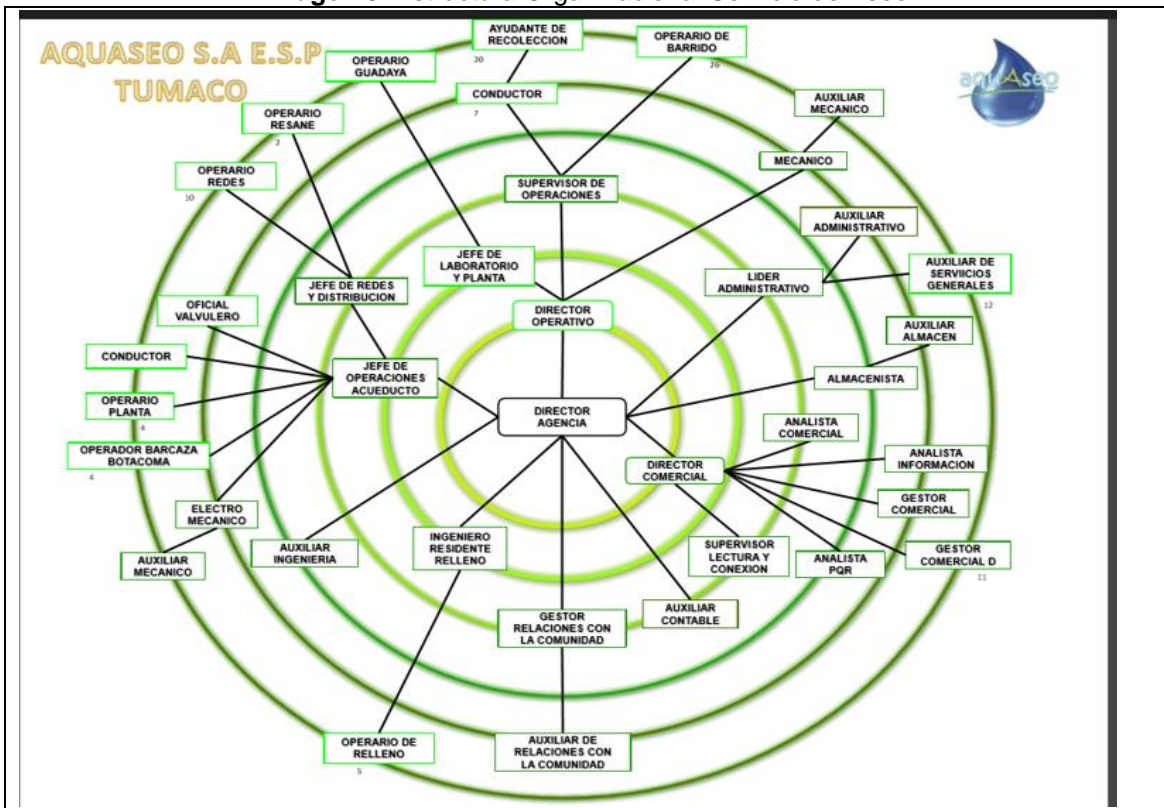 AQUASEO S.A E.S.P
TUMACO
aquAseo
AYUDANTE DE
RECOLECCION
20
OPERARIO DE
BARRIDO
26
OPERARIO
GUADAYA
CONDUCTOR
7
AUXILIAR
MECANICO
OPERARIO
RESANE
2
MECANICO
OPERARIO
REDES
10
SUPERVISOR DE
OPERACIONES
AUXILIAR
ADMINISTRATIVO
JEFE DE
LABORATORIO
Y PLANTA
LIDER
ADMINISTRATIVO
AUXILIAR DE
SERVIICIOS
GENERALES
12
JEFE DE REDES
Y DISTRIBUCION
DIRECTOR
OPERATIVO
OFICIAL
VALVULERO
AUXILIAR
ALMACEN
CONDUCTOR
JEFE DE
OPERACIONES
ACUEDUCTO
ALMACENISTA
OPERARIO
PLANTA
4
DIRECTOR
AGENCIA
ANALISTA
COMERCIAL
OPERADOR BARCAZA
BOTACOMA
4
DIRECTOR
COMERCIAL
ANALISTA
INFORMACION
GESTOR
COMERCIAL
ELECTRO
MECANICO
AUXILIAR
MECANICO
AUXILIAR
INGENIERIA
INGENIERO
RESIDENTE
RELLENO
SUPERVISOR
LECTURA Y
CONEXION
ANALISTA
PQR
GESTOR
COMERCIAL D
11
GESTOR
RELACIONES CON
LA COMUNIDAD
AUXILIAR
CONTABLE
OPERARIO DE
RELLENO
5
AUXILIAR DE
RELACIONES CON
LA COMUNIDAD